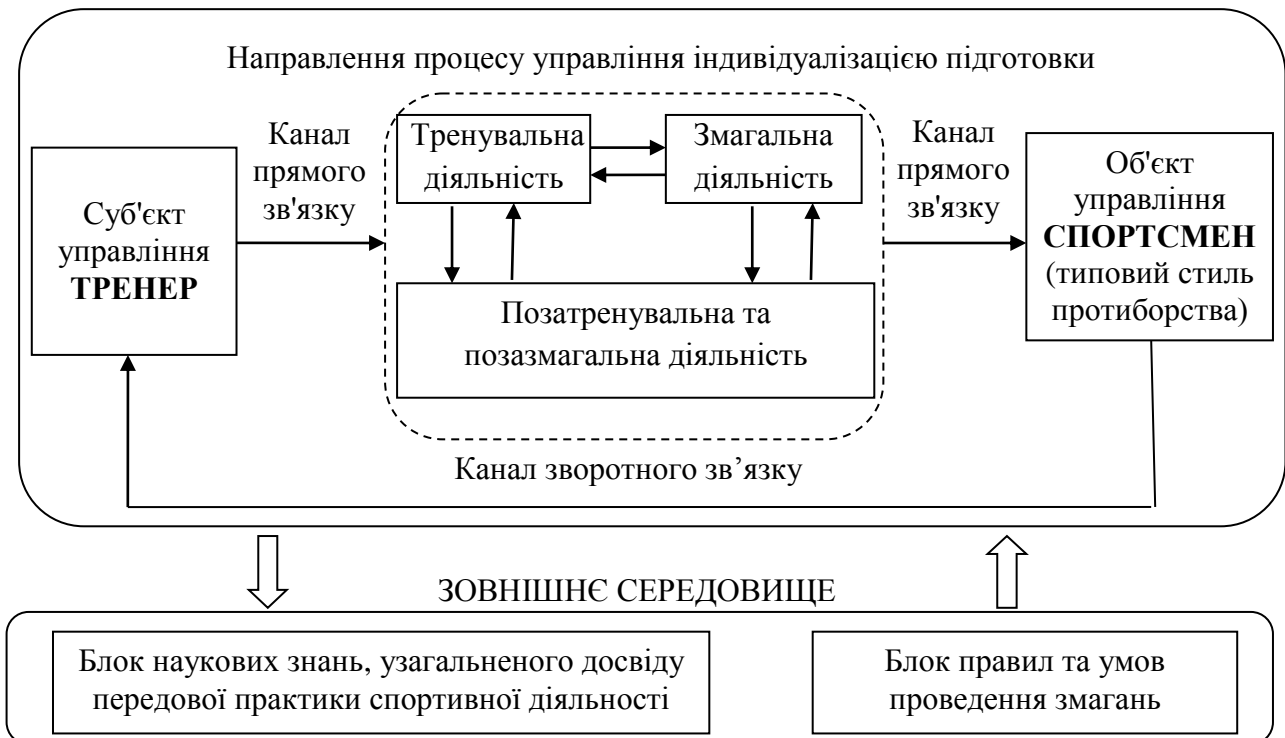 Направлення процесу управління індивідуалізацією підготовки
Канал
прямого
зв'язку
Суб'єкт
управління
ТРЕНЕР
Тренувальна
діяльність
Змагальна
діяльність
Позатренувальна та
позазмагальна діяльність
Канал
прямого
зв'язку
Об'єкт
управління
СПОРТСМЕН
(типовий стиль
протиборства)
Канал зворотного зв’язку
ЗОВНІШНЄ СЕРЕДОВИЩЕ
Блок наукових знань, узагальненого досвіду
передової практики спортивної діяльності
Блок правил та умов
проведення змагань